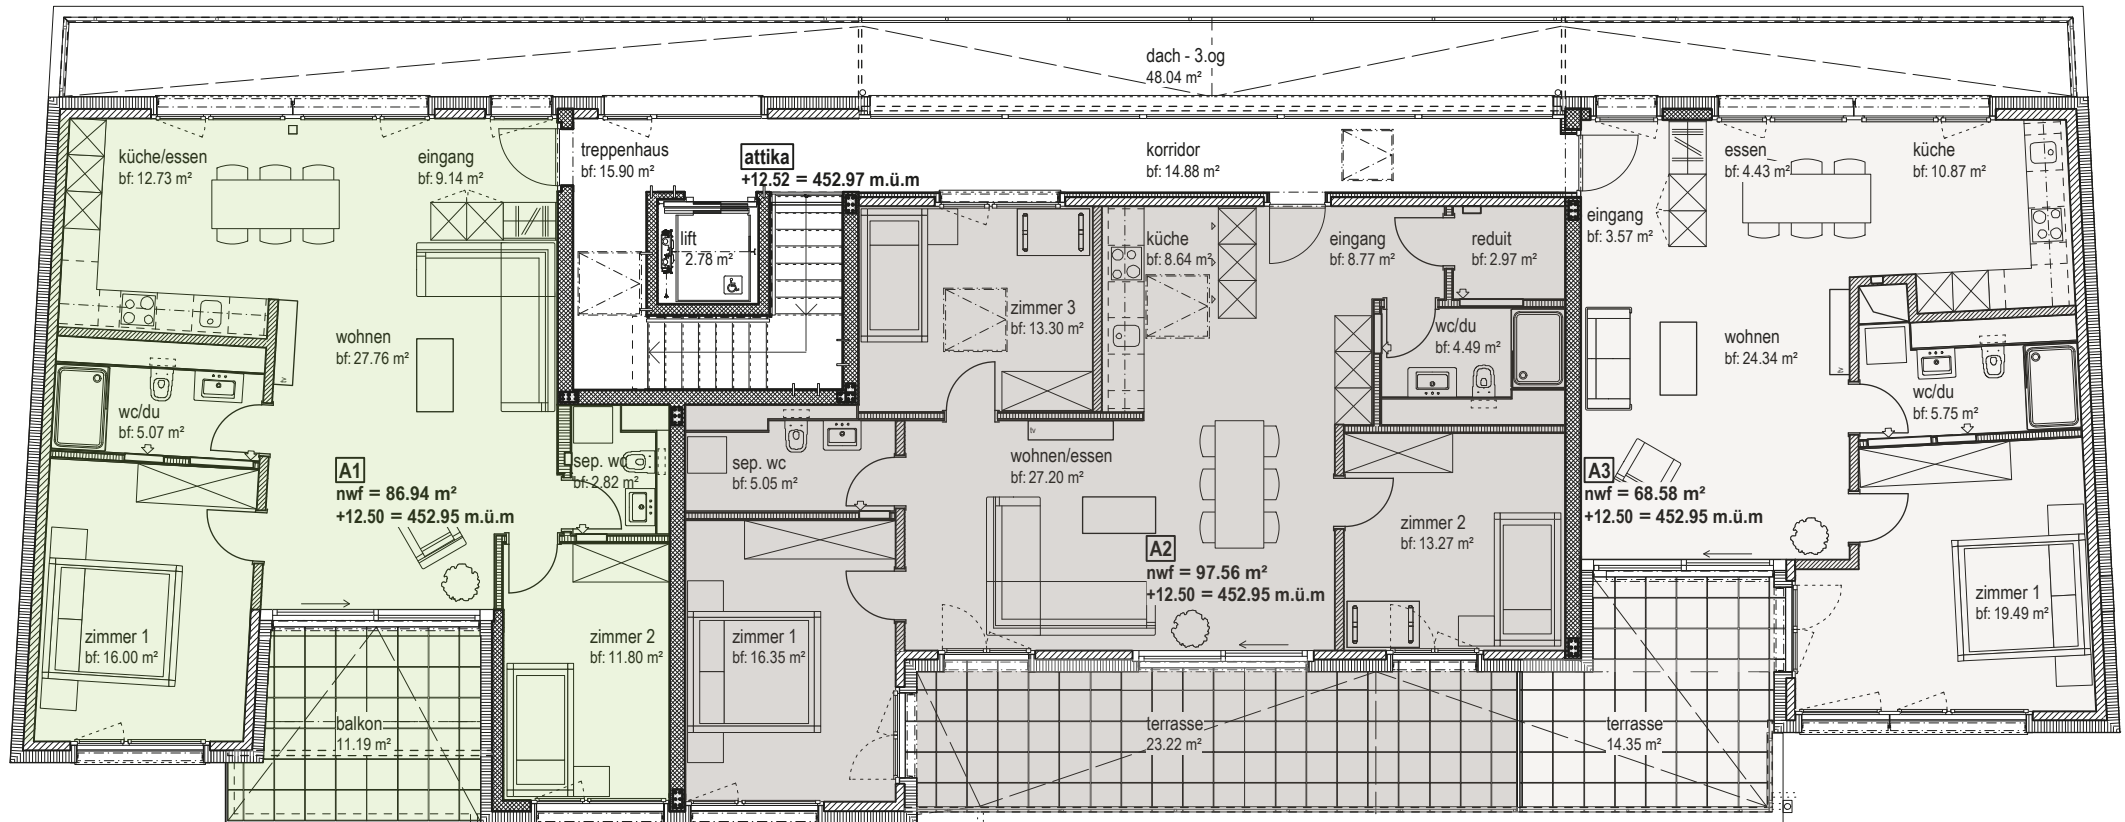 dach - 3.og
48.04 m²
küche/essen
bf: 12.73 m²
eingang
bf: 9.14 m²
treppenhaus
bf: 15.90 m²
attika
+12.52 = 452.97 m.ü.m
korridor
bf: 14.88 m²
essen
bf: 4.43 m²
küche
bf: 10.87 m²
eingang
bf: 3.57 m²
lift
2.78 m²
küche
bf: 8.64 m²
eingang
bf: 8.77 m²
reduit
bf: 2.97 m²
zimmer 3
bf: 13.30 m²
wohnen
bf: 27.76 m²
wc/du
bf: 4.49 m²
wohnen
bf: 24.34 m²
tv
tv
wc/du
bf: 5.07 m²
wc/du
bf: 5.75 m²
tv
A1
nwf = 86.94 m²
+12.50 = 452.95 m.ü.m
sep. wc
bf: 2.82 m²
sep. wc
bf: 5.05 m²
wohnen/essen
bf: 27.20 m²
A3
nwf = 68.58 m²
+12.50 = 452.95 m.ü.m
zimmer 2
bf: 13.27 m²
A2
nwf = 97.56 m²
+12.50 = 452.95 m.ü.m
zimmer 1
bf: 16.00 m²
zimmer 2
bf: 11.80 m²
zimmer 1
bf: 16.35 m²
zimmer 1
bf: 19.49 m²
balkon
11.19 m²
terrasse
23.22 m²
terrasse
14.35 m²